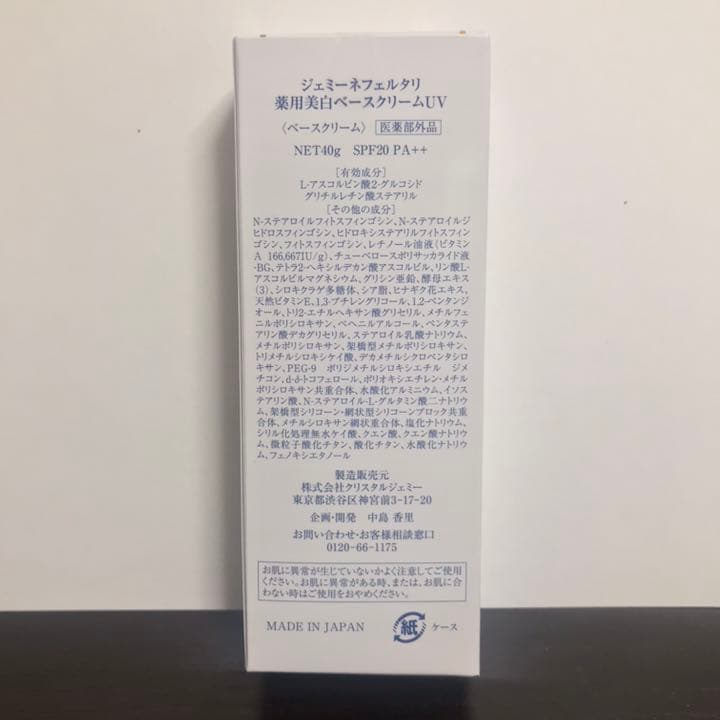 ジェミーネフェルタリ
薬用美白ベースクリームUV
〈ベースクリーム〉 医薬部外品
NET40g SPF20 PA++
［有効成分］
L-アスコルビン酸2-グルコシド
グリチルレチン酸ステアリル
［その他の成分］
N-ステアロイルフィトスフィンゴシン、N-ステアロイルジ
ヒドロスフィンゴシン、ヒドロキシステアリルフィトスフィン
ゴシン、フィトスフィンゴシン、レチノール油液（ビタミン
A 166,667IU/g）、チューベロースポリサッカライド液
-BG、テトラ2-ヘキシルデカン酸アスコルビル、リン酸L-
アスコルビルマグネシウム、グリシン亜鉛、酵母エキス
(3)、シロキクラゲ多糖体、シア脂、ヒナギク花エキス、
天然ビタミンE、1,3-ブチレングリコール、1,2-ペンタンジ
オール、トリ2-エチルヘキサン酸グリセリル、メチルフェ
ニルポリシロキサン、ベヘニルアルコール、ペンタステ
アリン酸デカグリセリル、ステアロイル乳酸ナトリウム、
メチルポリシロキサン、架橋型メチルポリシロキサン、
トリメチルシロキシケイ酸、デカメチルシクロペンタシロ
キサン、PEG-9 ポリジメチルシロキシエチル ジメ
チコン、d-δ-トコフェロール、ポリオキシエチレン・メチル
ポリシロキサン共重合体、水酸化アルミニウム、イソス
テアリン酸、N-ステアロイル-L-グルタミン酸二ナトリウ
ム、架橋型シリコーン・網状型シリコーンブロック共重
合体、メチルシロキサン網状重合体、塩化ナトリウム、
シリル化処理無水ケイ酸、クエン酸、クエン酸ナトリウ
ム、微粒子酸化チタン、酸化チタン、水酸化ナトリウ
ム、フェノキシエタノール
製造販売元
株式会社クリスタルジェミー
東京都渋谷区神宮前3-17-20
企画・開発 中島 香里
お問い合わせ・お客様相談窓口
0120-66-1175
お肌に異常が生じていないかよく注意してご使用
ください。お肌に異常がある時、または、お肌に合
わない時はご使用をおやめください。
MADE IN JAPAN 紙 ケース